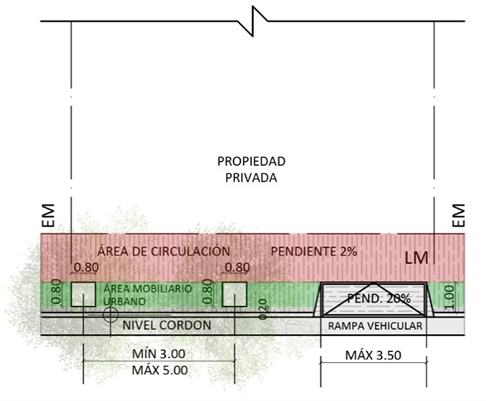 PROPIEDAD
PRIVADA
EM
EM
ÁREA DE CIRCULACIÓN
PENDIENTE 2%
LM
0.80
0.80
0.80
ÁREA MOBILIARIO
URBANO
0.80
0.20
PEND. 20%
1.00
NIVEL CORDON
RAMPA VEHICULAR
MÍN 3.00
MÁX 5.00
MÁX 3.50